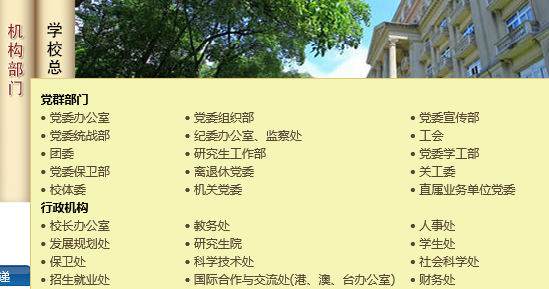 机构部门
学校总
党群部门
• 党委办公室 • 党委组织部 • 党委宣传部
• 党委统战部 • 纪委办公室、监察处 • 工会
• 团委 • 研究生工作部 • 党委学工部
• 党委保卫部 • 离退休党委 • 关工委
• 校体委 • 机关党委 • 直属业务单位党委
行政机构
• 校长办公室 • 教务处 • 人事处
• 发展规划处 • 研究生院 • 学生处
• 保卫处 • 科学技术处 • 社会科学处
• 招生就业处 • 国际合作与交流处(港、澳、台办公室) • 财务处
递